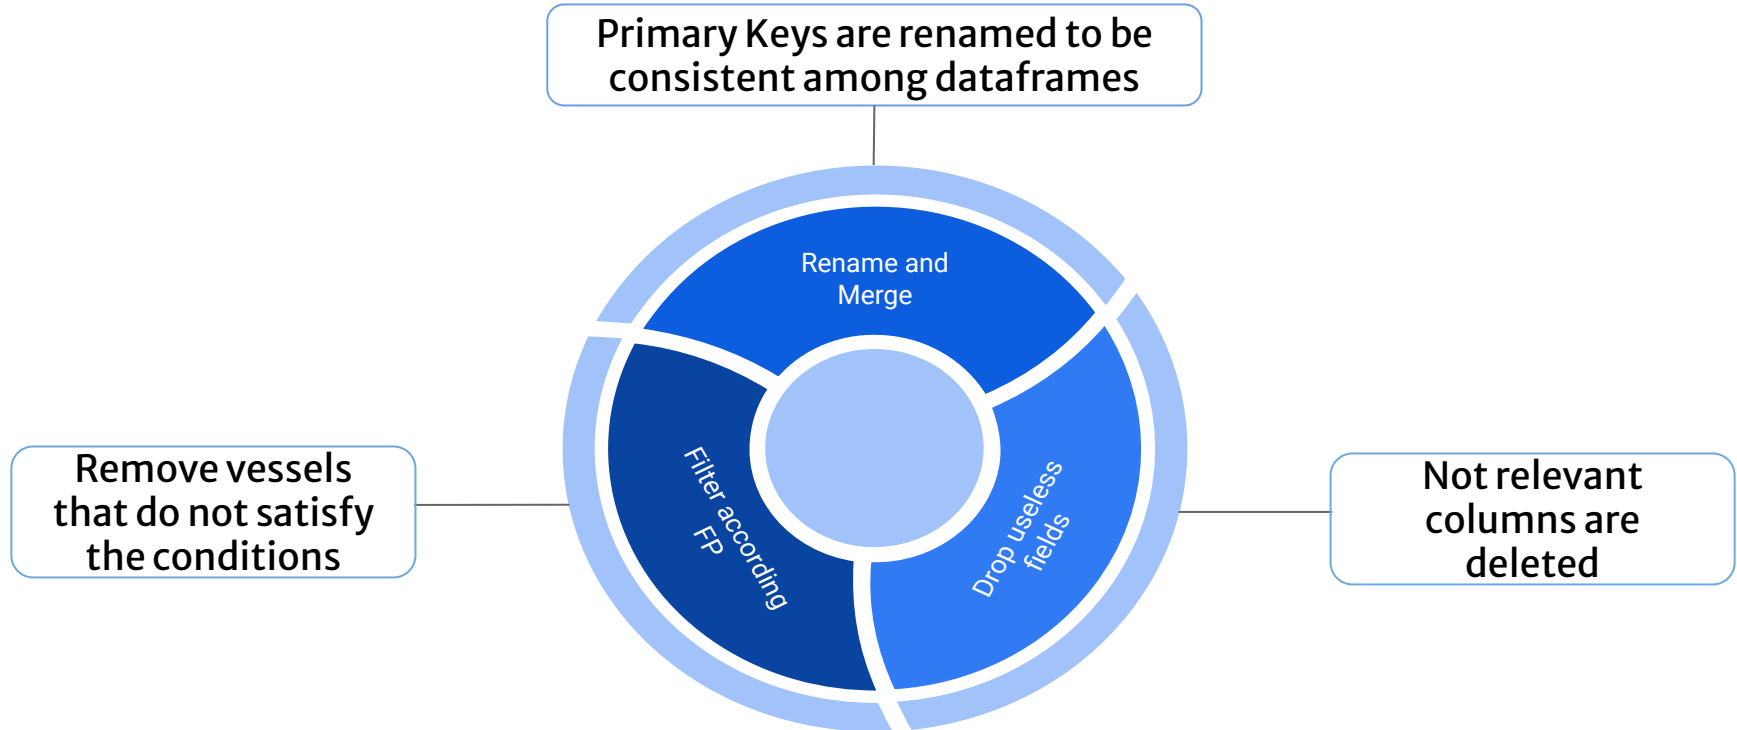 Primary Keys are renamed to be
consistent among dataframes
Rename and
Merge
Remove vessels
that do not satisfy
the conditions
Filter according
FP
Drop useless
fields
Not relevant
columns are
deleted